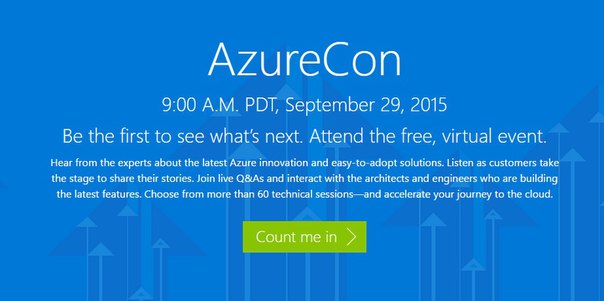 AzureCon
9:00 A.M. PDT, September 29, 2015
Be the first to see what's next. Attend the free, virtual event.
Hear from the experts about the latest Azure innovation and easy-to-adopt solutions. Listen as customers take
the stage to share their stories. Join live Q&As and interact with the architects and engineers who are building
the latest features. Choose from more than 60 technical sessions—and accelerate your journey to the cloud.
Count me in